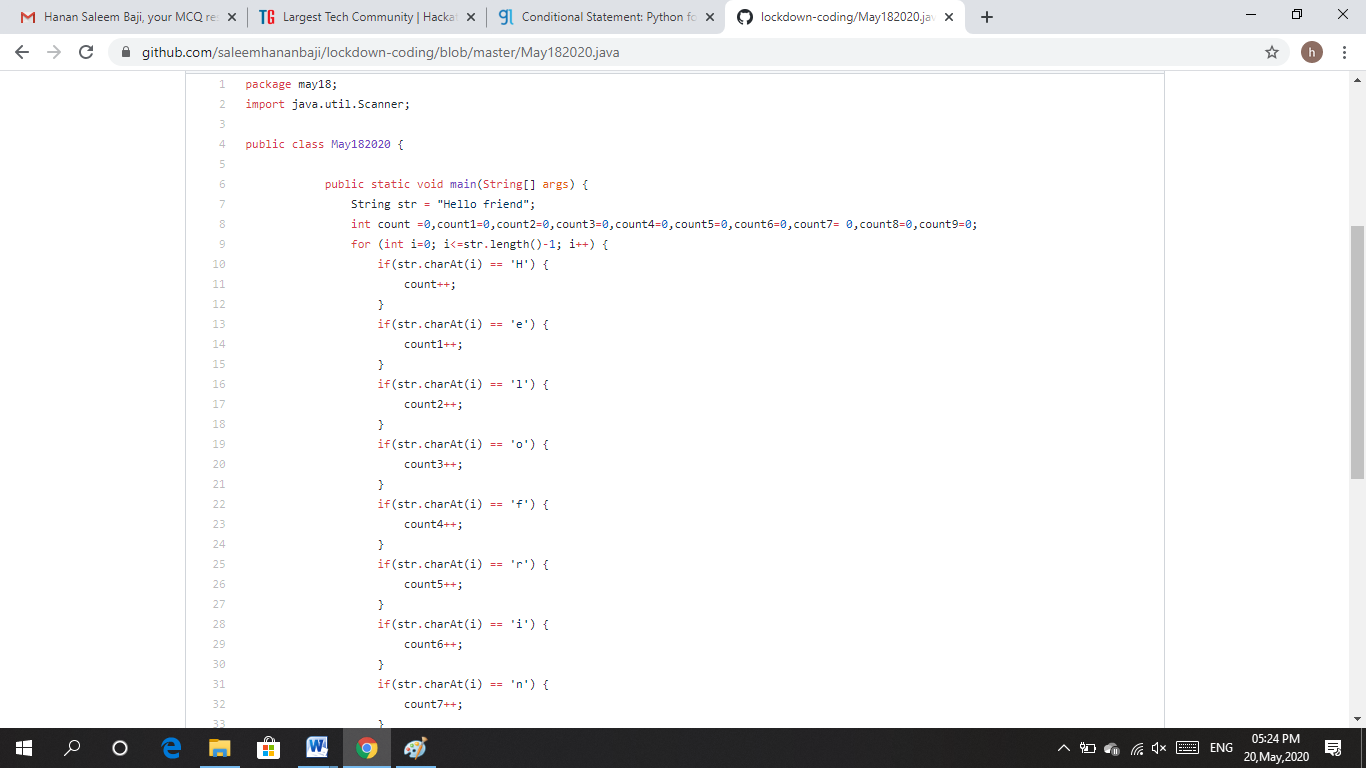 Hanan Saleem Baji, your MCQ re
Largest Tech Community | Hacka
Conditional Statement: Python fo
lockdown-coding/May182020.jav
github.com/saleemhananbaji/lockdown-coding/blob/master/May182020.java
h
1 package may18;
2 import java.util.Scanner;
3
4 public class May182020 {
5
6 public static void main(String[] args) {
7 String str = "Hello friend";
8 int count =0,count1=0,count2=0,count3=0,count4=0,count5=0,count6=0,count7= 0,count8=0,count9=0;
9 for (int i=0; i<=str.length()-1; i++) {
10 if(str.charAt(i) == 'H') {
11 count++;
12 }
13 if(str.charAt(i) == 'e') {
14 count1++;
15 }
16 if(str.charAt(i) == 'l') {
17 count2++;
18 }
19 if(str.charAt(i) == 'o') {
20 count3++;
21 }
22 if(str.charAt(i) == 'f') {
23 count4++;
24 }
25 if(str.charAt(i) == 'r') {
26 count5++;
27 }
28 if(str.charAt(i) == 'i') {
29 count6++;
30 }
31 if(str.charAt(i) == 'n') {
32 count7++;
33 }
ENG
05:24 PM
20,May,2020